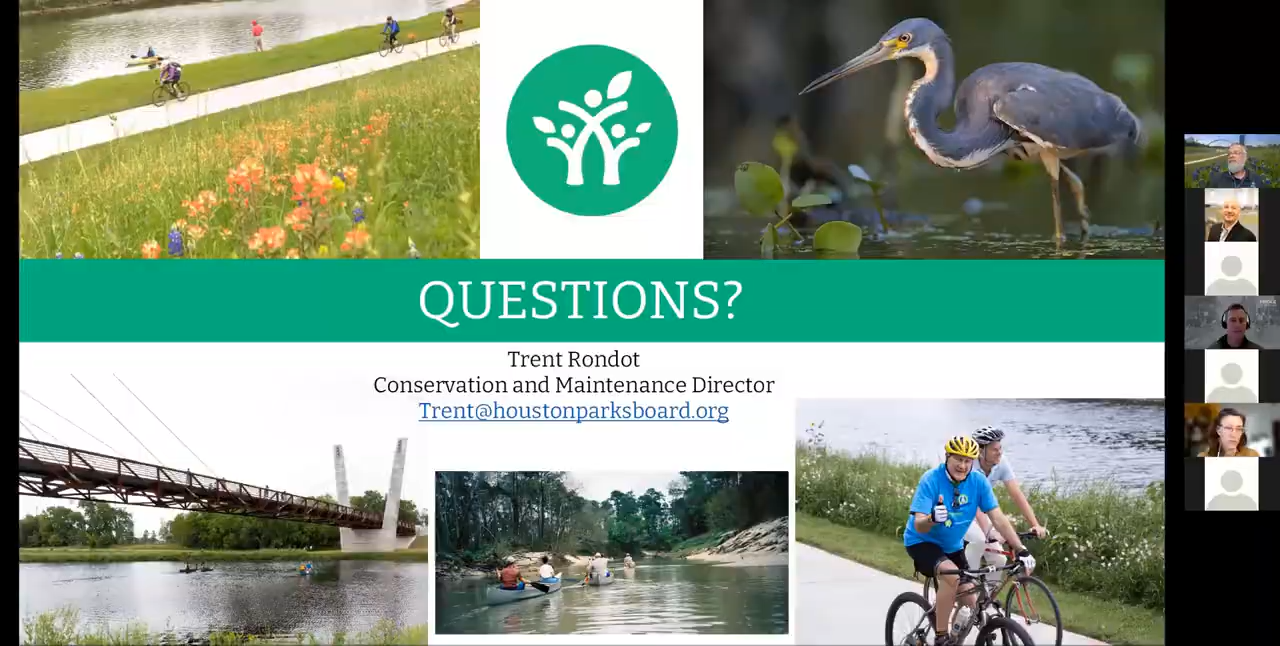 QUESTIONS?
Trent Rondot
Conservation and Maintenance Director
Trent@houstonparksboard.org